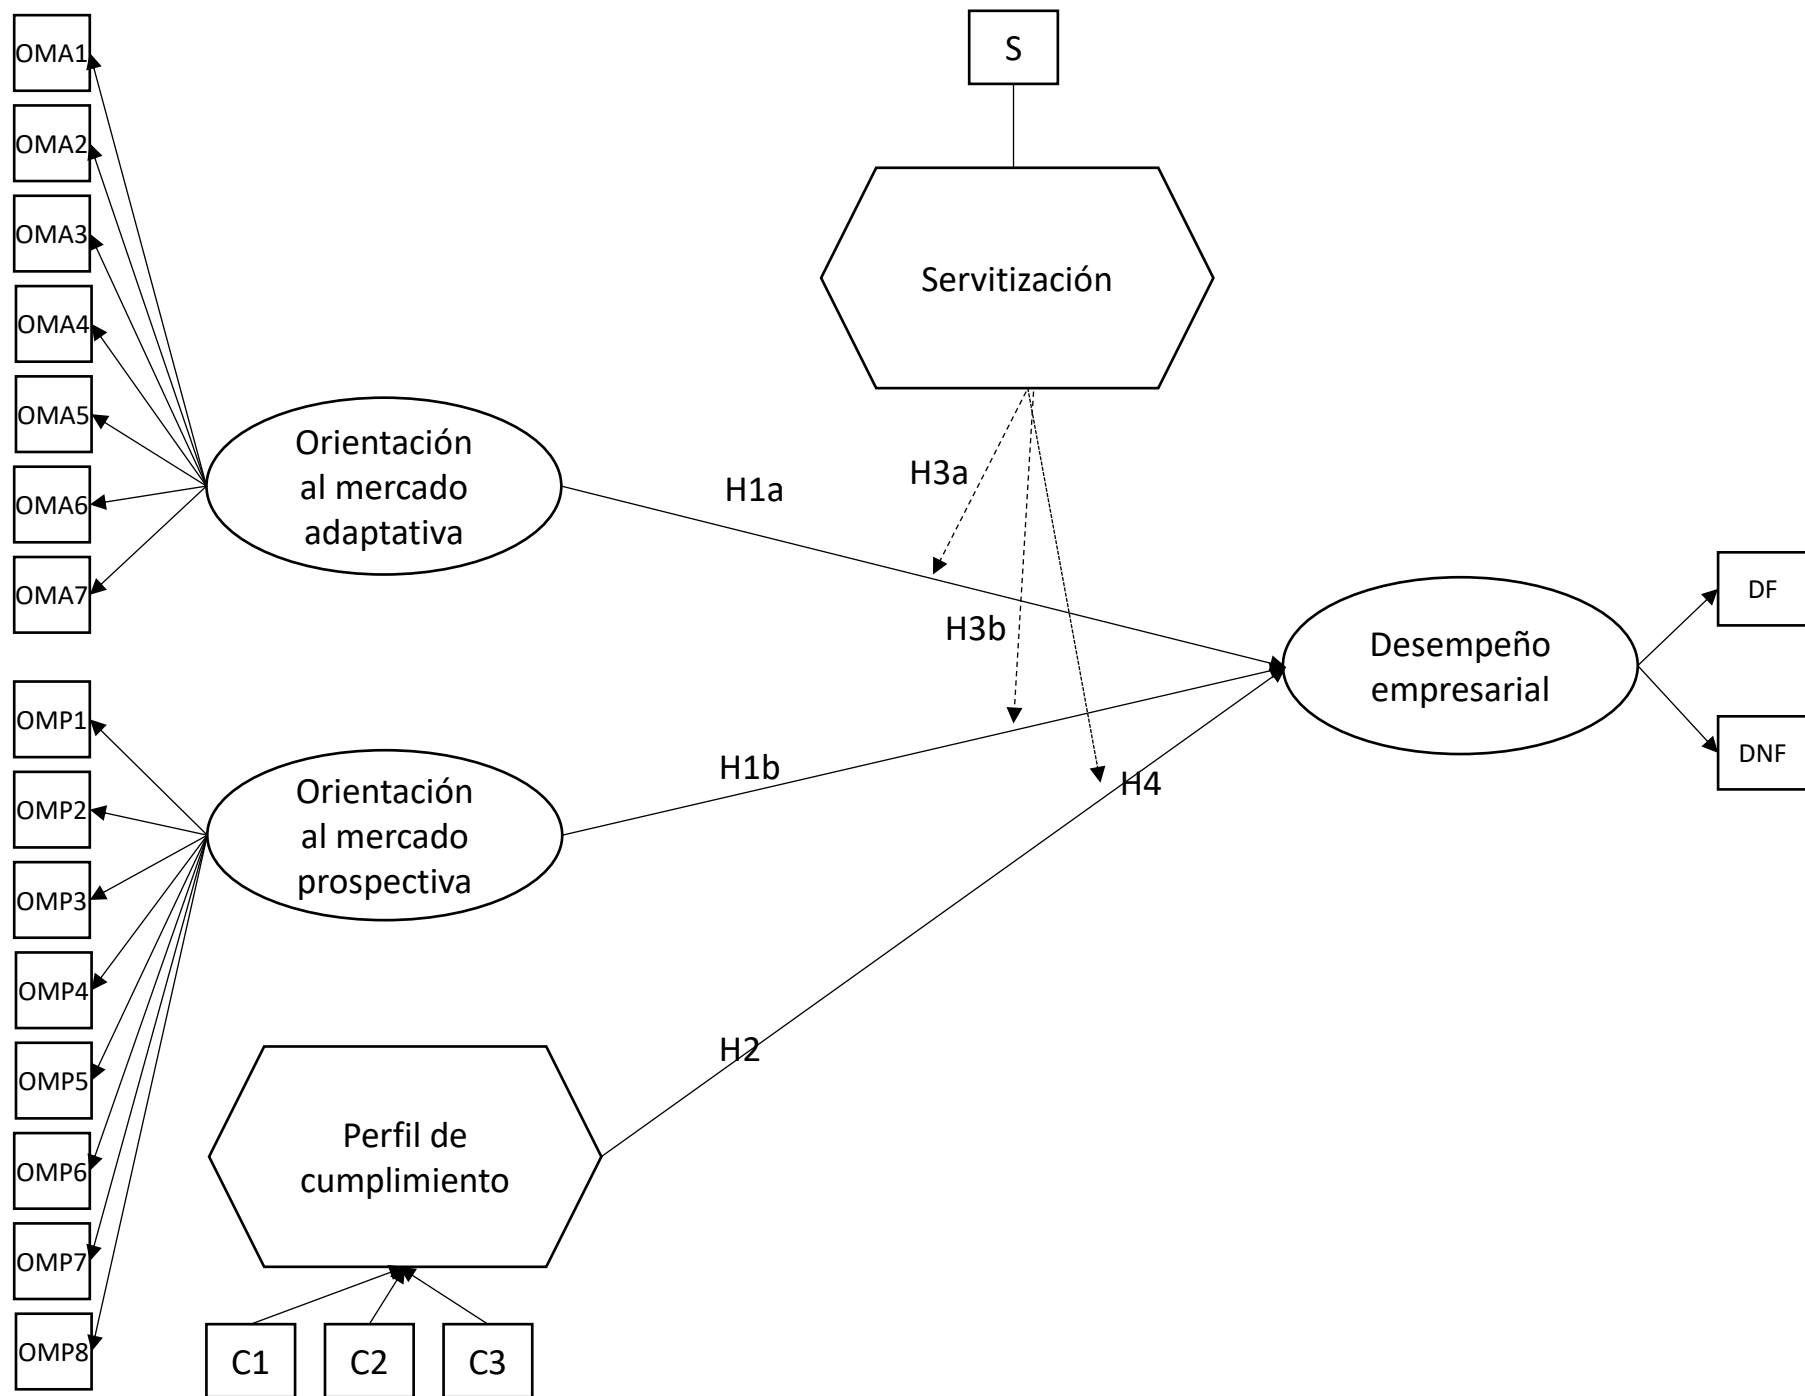 OMA1
OMA2
OMA3
OMA4
OMA5
OMA6
OMA7
OMP1
OMP2
OMP3
OMP4
OMP5
OMP6
OMP7
OMP8
Orientación
al mercado
adaptativa
Orientación
al mercado
prospectiva
Perfil de
cumplimiento
C1
C2
C3
S
Servitización
H1a
H3a
H3b
H1b
H4
H2
Desempeño
empresarial
DF
DNF